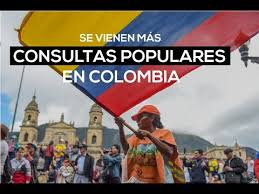 SE VIENEN MÁS
CONSULTAS POPULARES
EN COLOMBIA